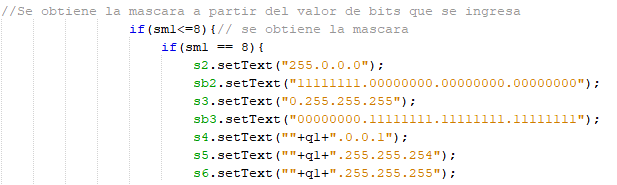 //Se obtiene la mascara a partir del valor de bits que se ingresa
if(sm1<=8){// se obtiene la mascara
if(sm1 == 8){
s2.setText("255.0.0.0");
sb2.setText("11111111.00000000.00000000.00000000");
s3.setText("0.255.255.255");
sb3.setText("00000000.11111111.11111111.11111111");
s4.setText(""+q1+".0.0.1");
s5.setText(""+q1+".255.255.254");
s6.setText(""+q1+".255.255.255");